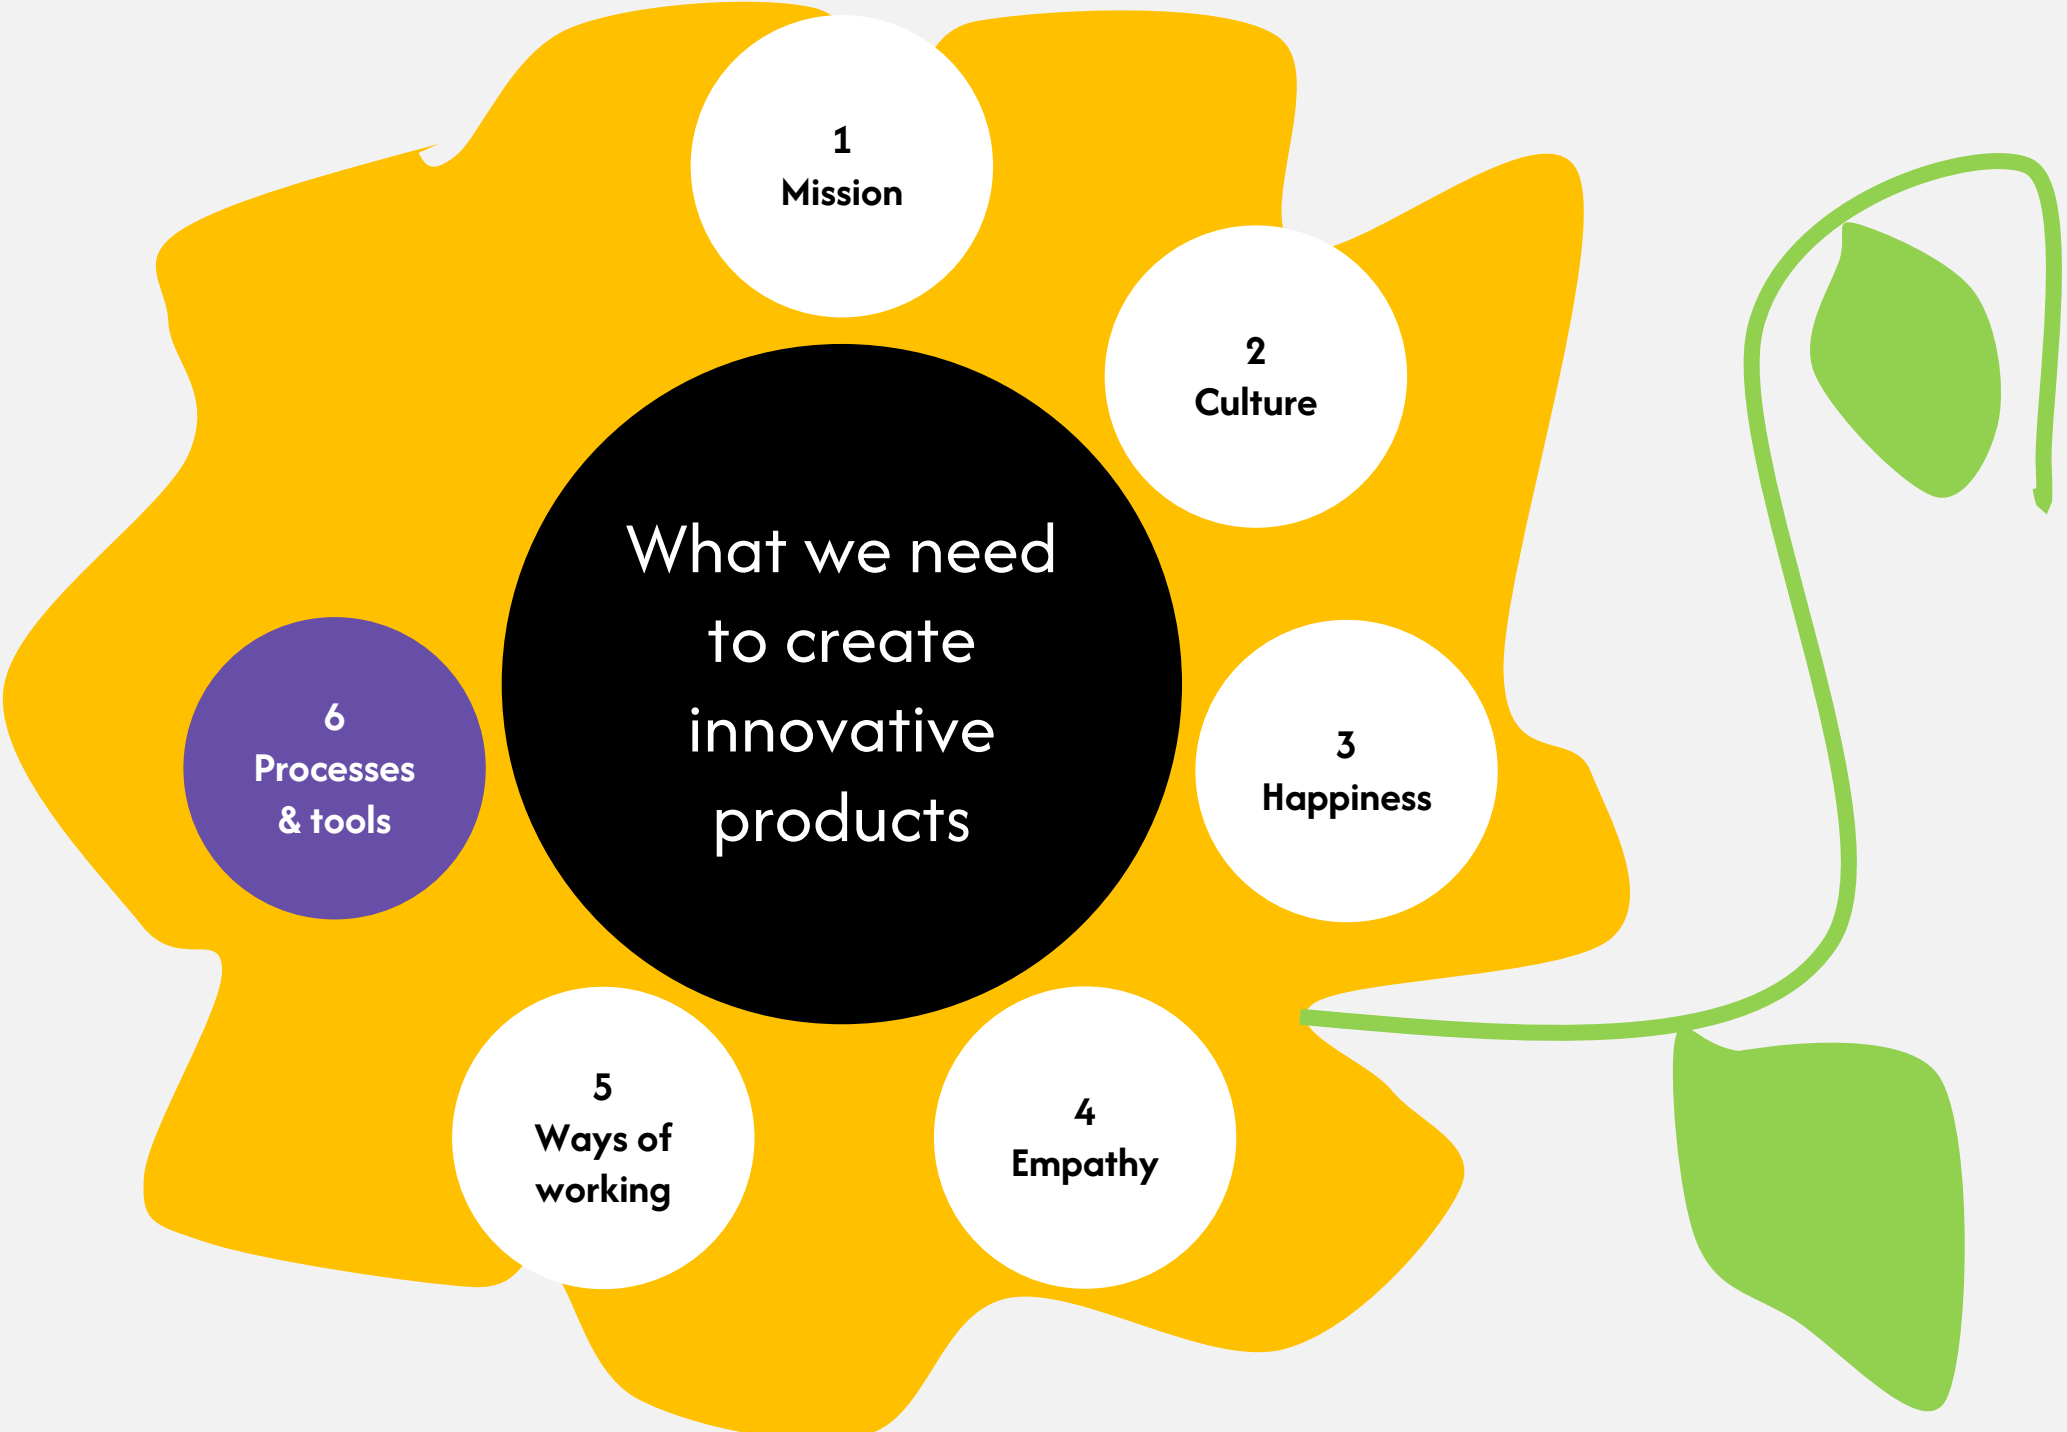 1
Mission
2
Culture
What we need
to create
innovative
products
3
Happiness
4
Empathy
5
Ways of
working
6
Processes
& tools